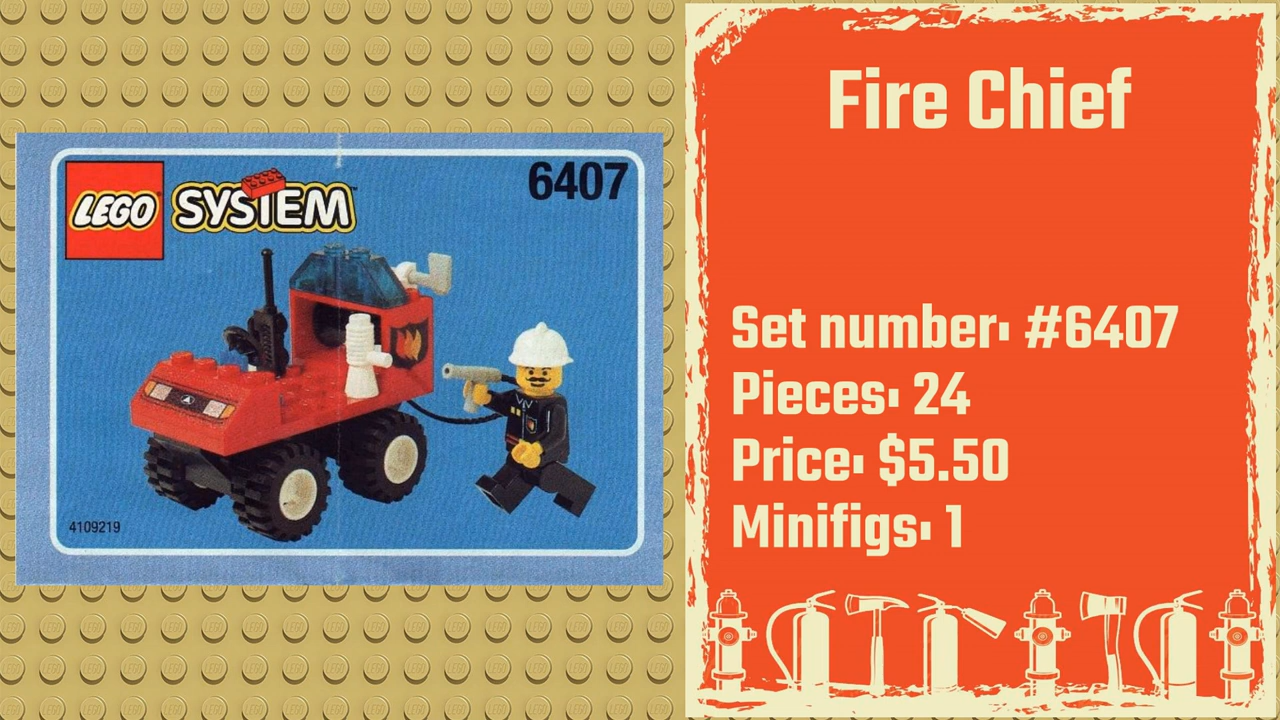 LEGO SYSTEM
6407
4109219
Fire Chief
Set number: #6407
Pieces: 24
Price: $5.50
Minifigs: 1